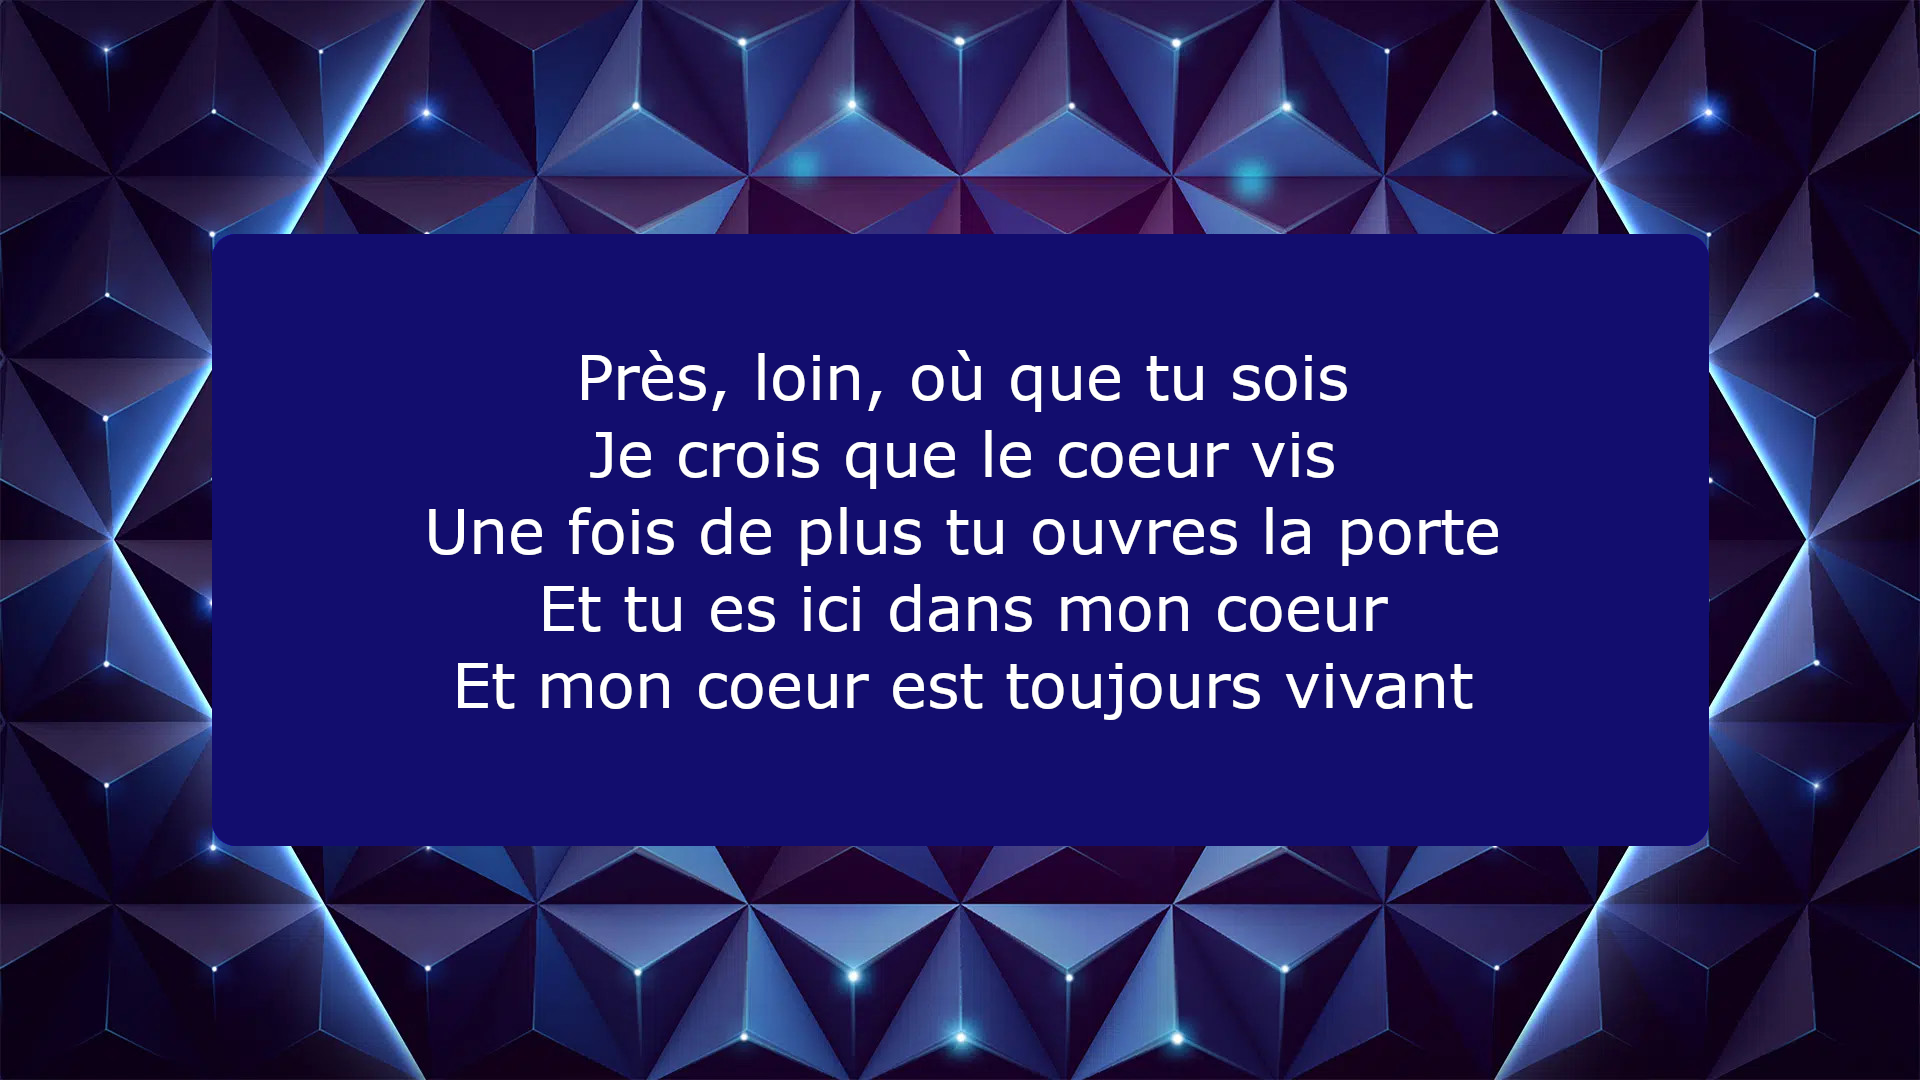 Près, loin, où que tu sois
Je crois que le coeur vis
Une fois de plus tu ouvres la porte
Et tu es ici dans mon coeur
Et mon coeur est toujours vivant